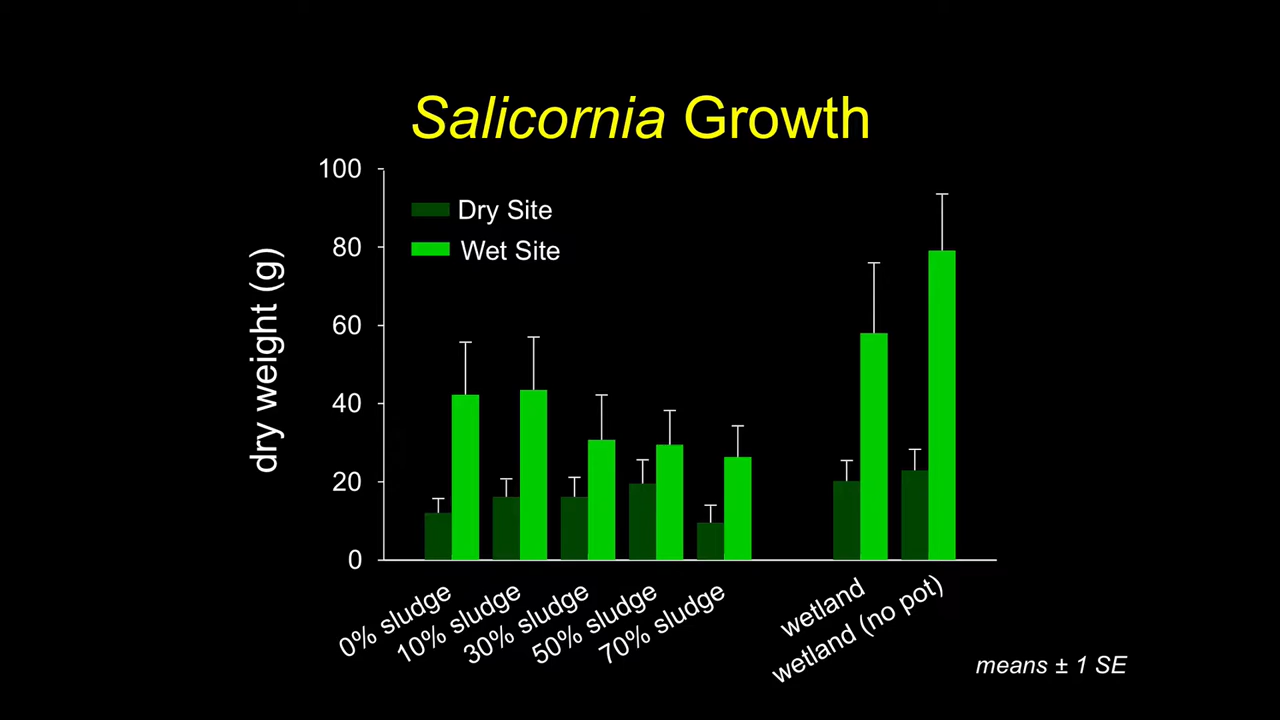 Salicornia Growth
100
80
60
40
20
0
dry weight (g)
Dry Site
Wet Site
0% sludge
10% sludge
30% sludge
50% sludge
70% sludge
wetland
wetland (no pot)
means ± 1 SE